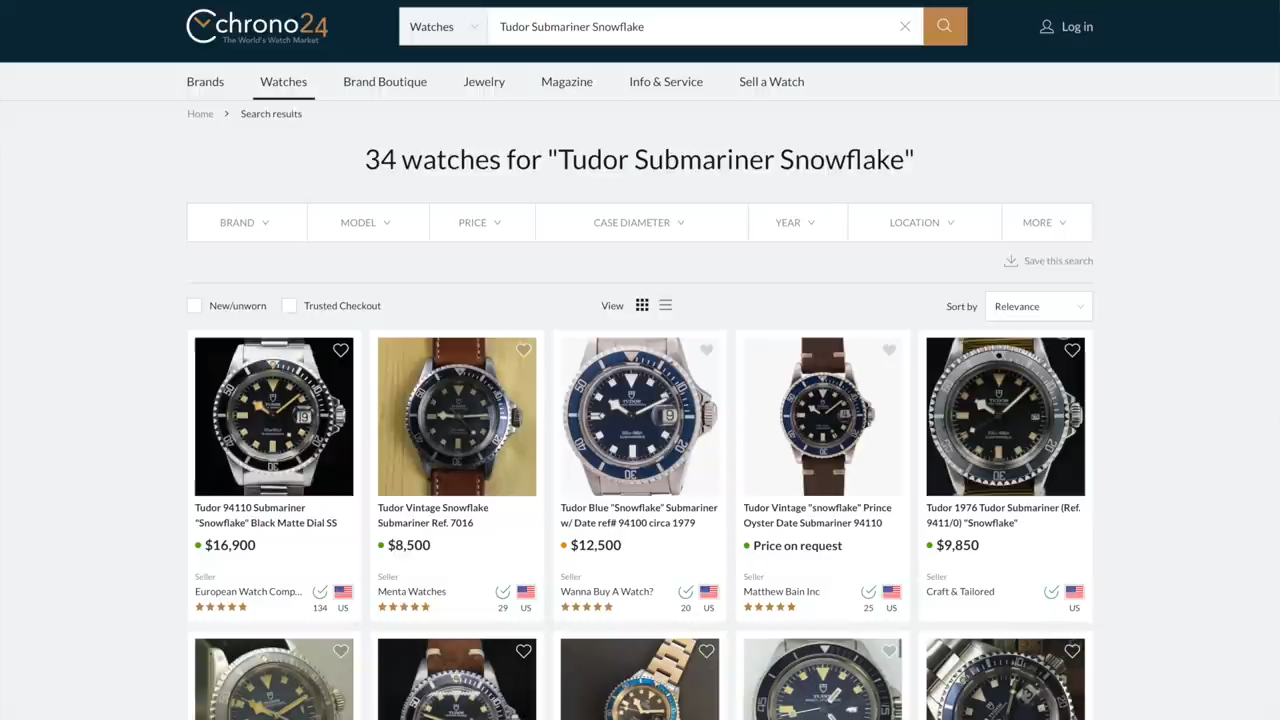 chrono24
The World's Watch Market
Watches
Tudor Submariner Snowflake
Log in
Brands
Watches
Brand Boutique
Jewelry
Magazine
Info & Service
Sell a Watch
Home > Search results
34 watches for "Tudor Submariner Snowflake"
BRAND
MODEL
PRICE
CASE DIAMETER
YEAR
LOCATION
MORE
Save this search
New/unworn
Trusted Checkout
View
Sort by
Relevance
Tudor 94110 Submariner
"Snowflake" Black Matte Dial SS
$16,900
Seller
European Watch Comp...
134
US
Tudor Vintage Snowflake
Submariner Ref. 7016
$8,500
Seller
Menta Watches
29
US
Tudor Blue "Snowflake" Submariner
w/ Date ref# 94100 circa 1979
$12,500
Seller
Wanna Buy A Watch?
20
US
Tudor Vintage "snowflake" Prince
Oyster Date Submariner 94110
Price on request
Seller
Matthew Bain Inc
25
US
Tudor 1976 Tudor Submariner (Ref.
9411/0) "Snowflake"
$9,850
Seller
Craft & Tailored
US